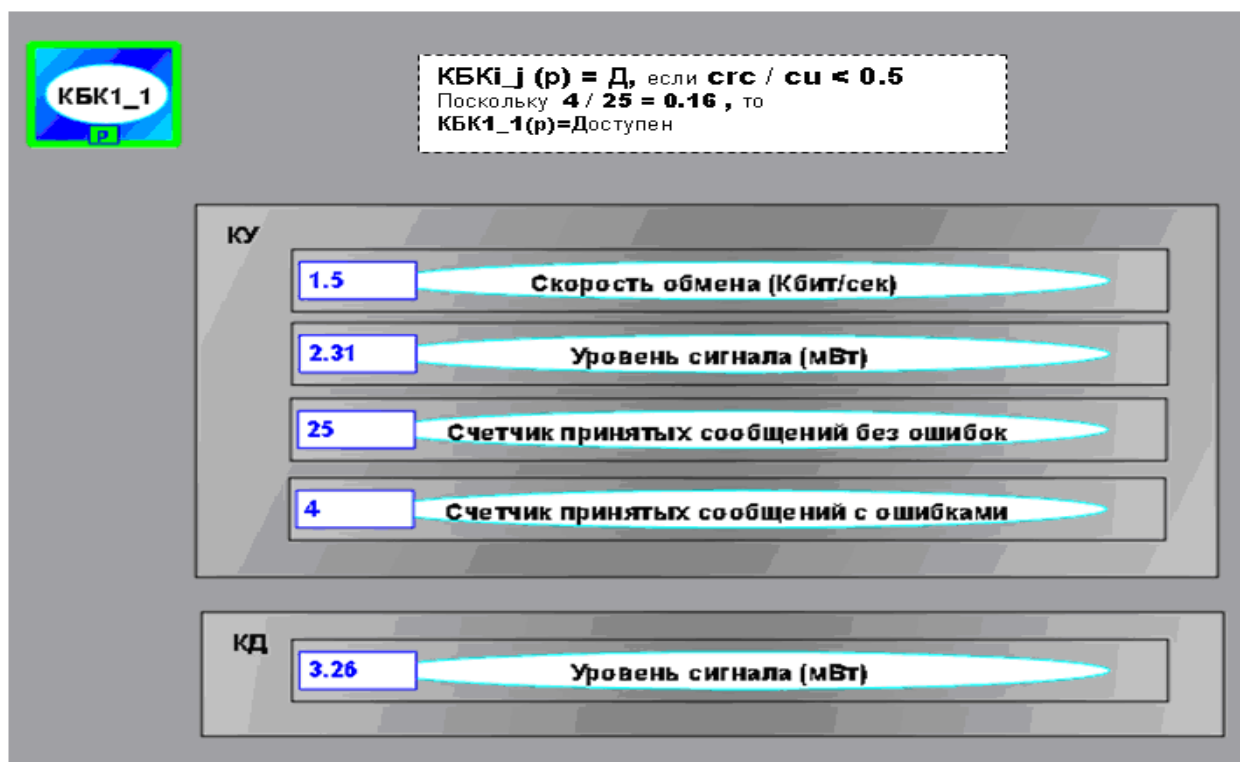 КБК1_1
р
КБКi_j (р) = Д, если crc / cu < 0.5
Поскольку 4 / 25 = 0.16 , то
КБК1_1(р)=Доступен
КУ
1.5 Скорость обмена (Кбит/сек)
2.31 Уровень сигнала (мВт)
25 Счетчик принятых сообщений без ошибок
4 Счетчик принятых сообщений с ошибками
КД
3.26 Уровень сигнала (мВт)